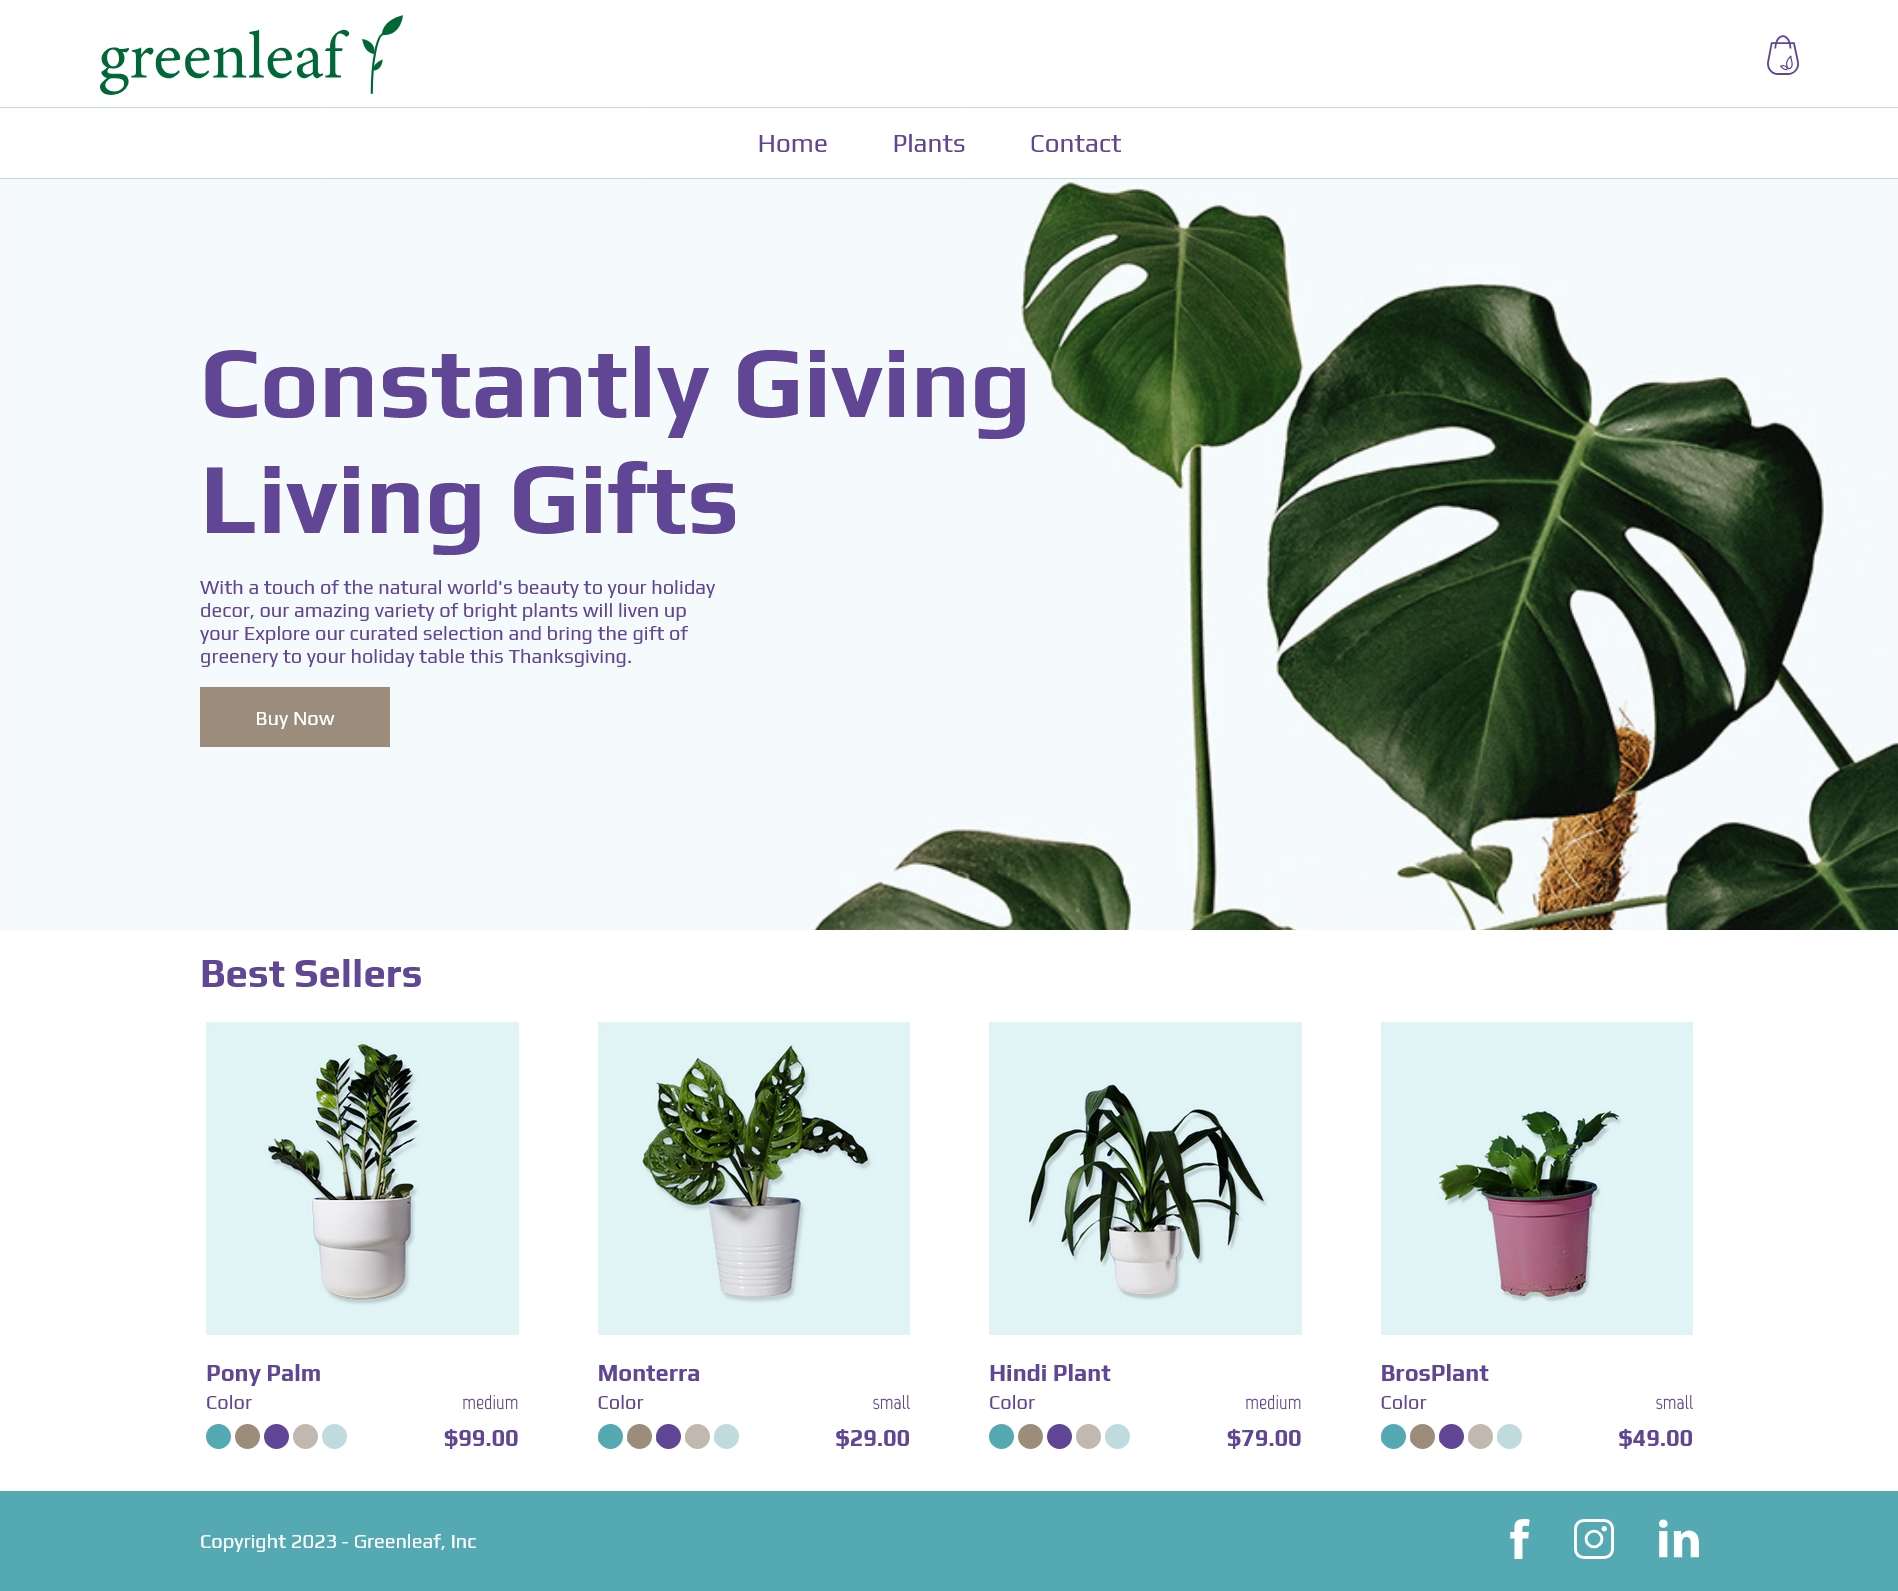 greenleaf
Home Plants Contact
Constantly Giving
Living Gifts
With a touch of the natural world's beauty to your holiday
decor, our amazing variety of bright plants will liven up
your Explore our curated selection and bring the gift of
greenery to your holiday table this Thanksgiving.
Buy Now
Best Sellers
Pony Palm
Color medium
$99.00
Monterra
Color small
$29.00
Hindi Plant
Color medium
$79.00
BrosPlant
Color small
$49.00
Copyright 2023 - Greenleaf, Inc